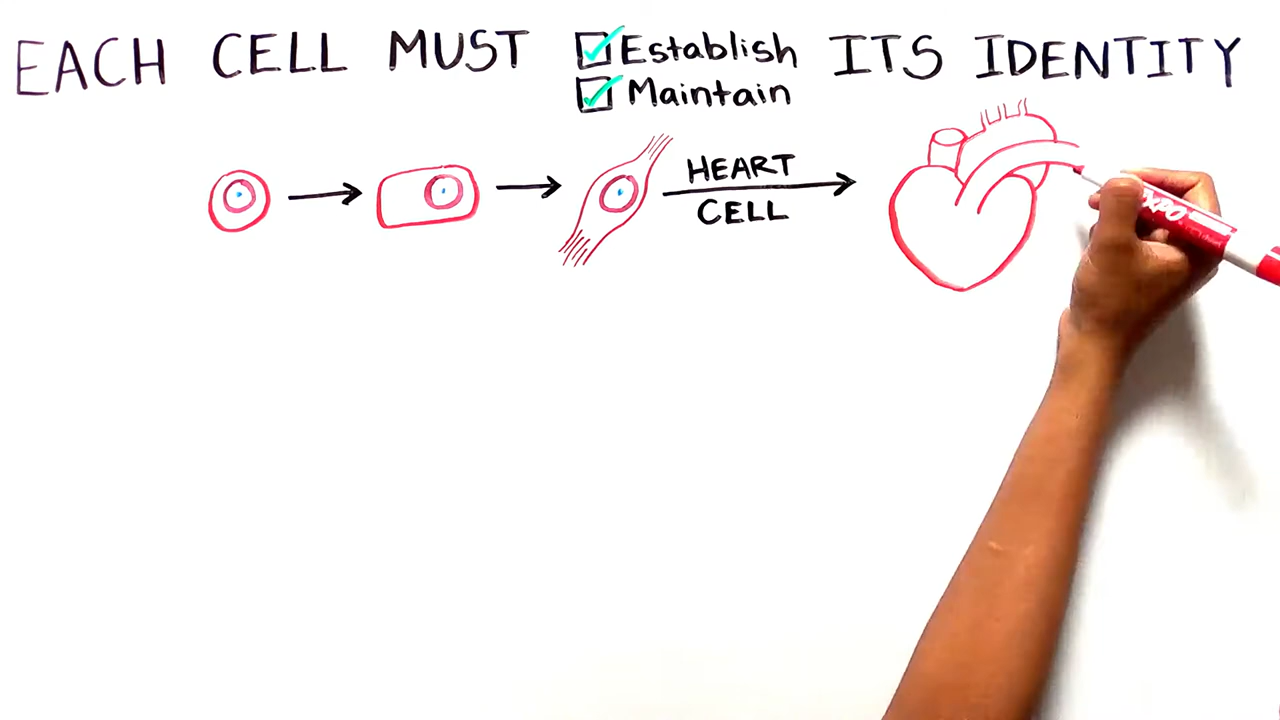 EACH CELL MUST ☑ Establish ITS IDENTITY
☑ Maintain
HEART
CELL
EXPO